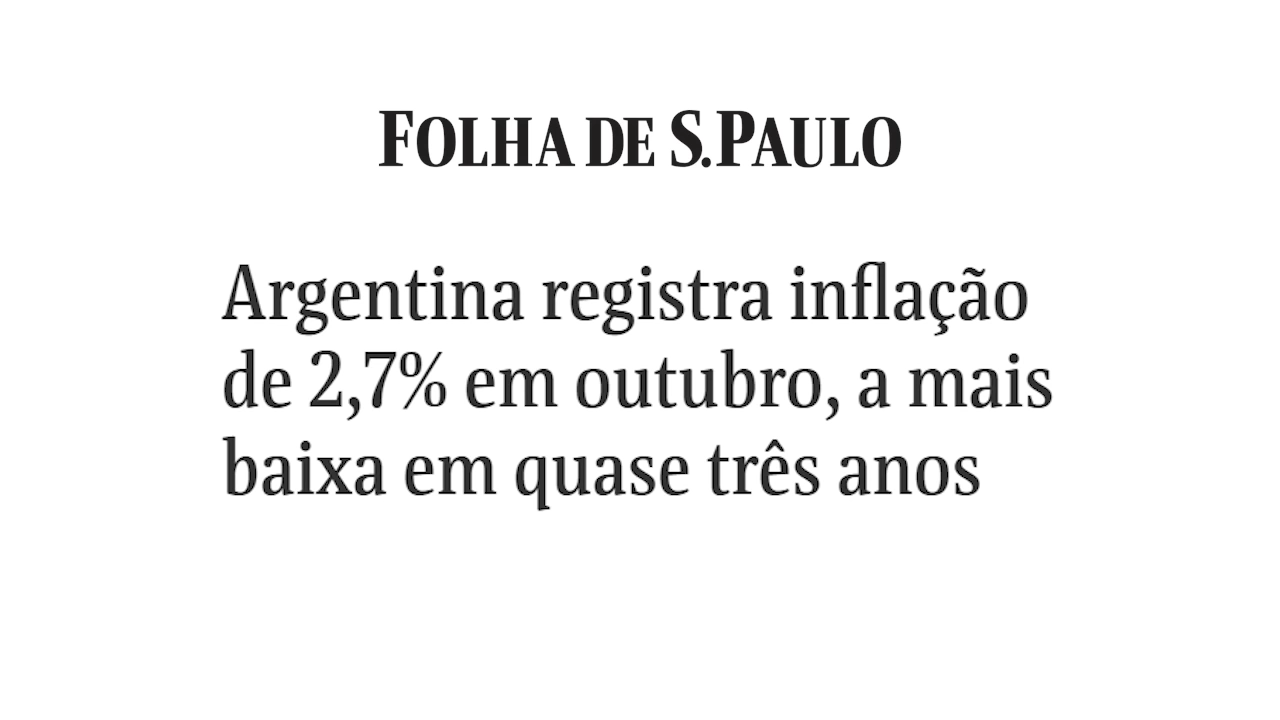 FOLHA DE S.PAULO
Argentina registra inflação
de 2,7% em outubro, a mais
baixa em quase três anos